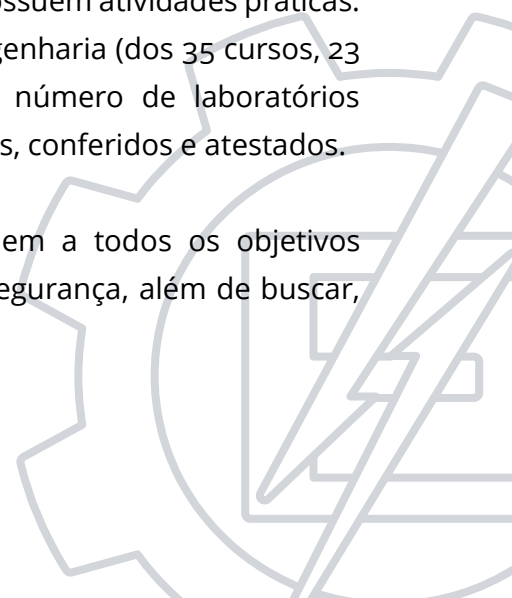 possuem atividades práticas.
genharia (dos 35 cursos, 23
número de laboratórios
s, conferidos e atestados.
em a todos os objetivos
egurança, além de buscar,